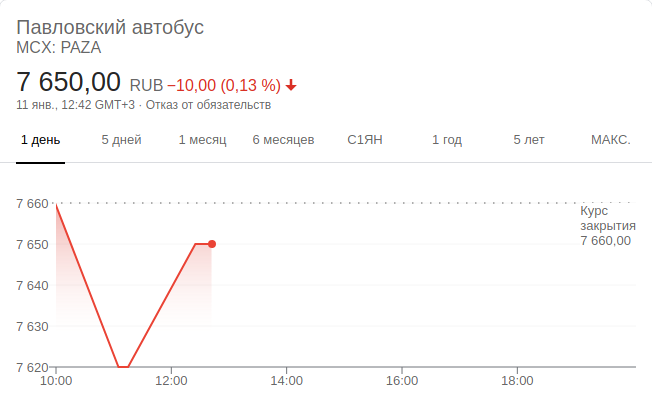 Павловский автобус
MCX: PAZA
7 650,00 RUB −10,00 (0,13 %)
11 янв., 12:42 GMT+3 · Отказ от обязательств
1 день 5 дней 1 месяц 6 месяцев С1ЯН 1 год 5 лет МАКС.
7 660
Курс
закрытия
7 660,00
7 650
7 640
7 630
7 620
10:00 12:00 14:00 16:00 18:00